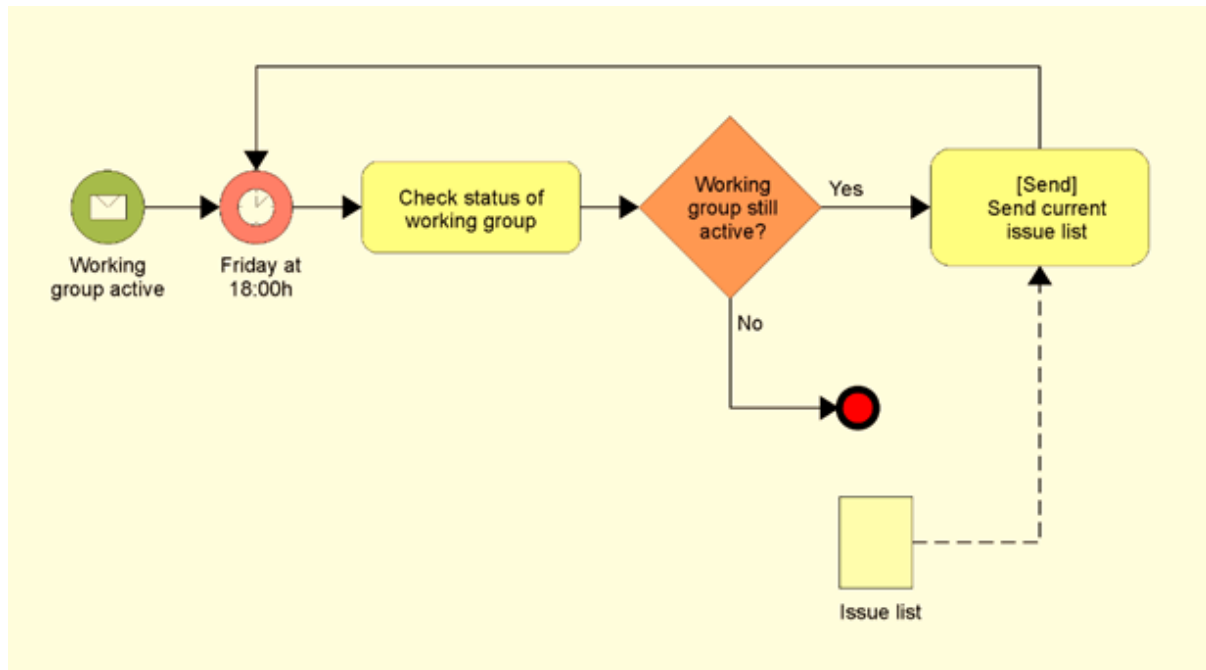 Working
group active
Friday at
18:00h
Check status of
working group
Working
group still
active?
Yes
[Send]
Send current
issue list
No
Issue list